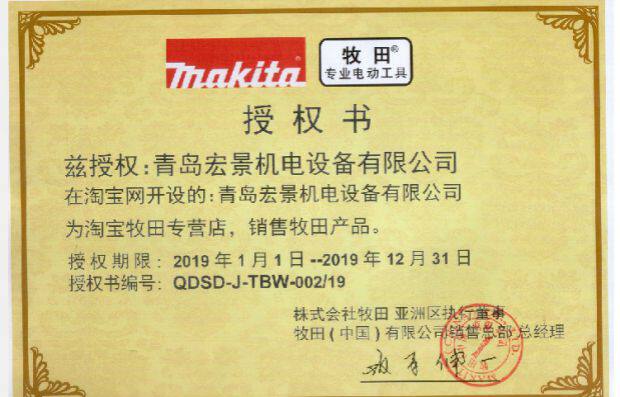 makita 牧田®
专业电动工具
授权书
兹授权:青岛宏景机电设备有限公司
在淘宝网开设的:青岛宏景机电设备有限公司
为淘宝牧田专营店，销售牧田产品。
授权期限: 2019年1月1日--2019年12月31日
授权书编号: QDSD-J-TBW-002/19
株式会社牧田 亚洲区执行董事
牧田(中国)有限公司销售总部 总经理